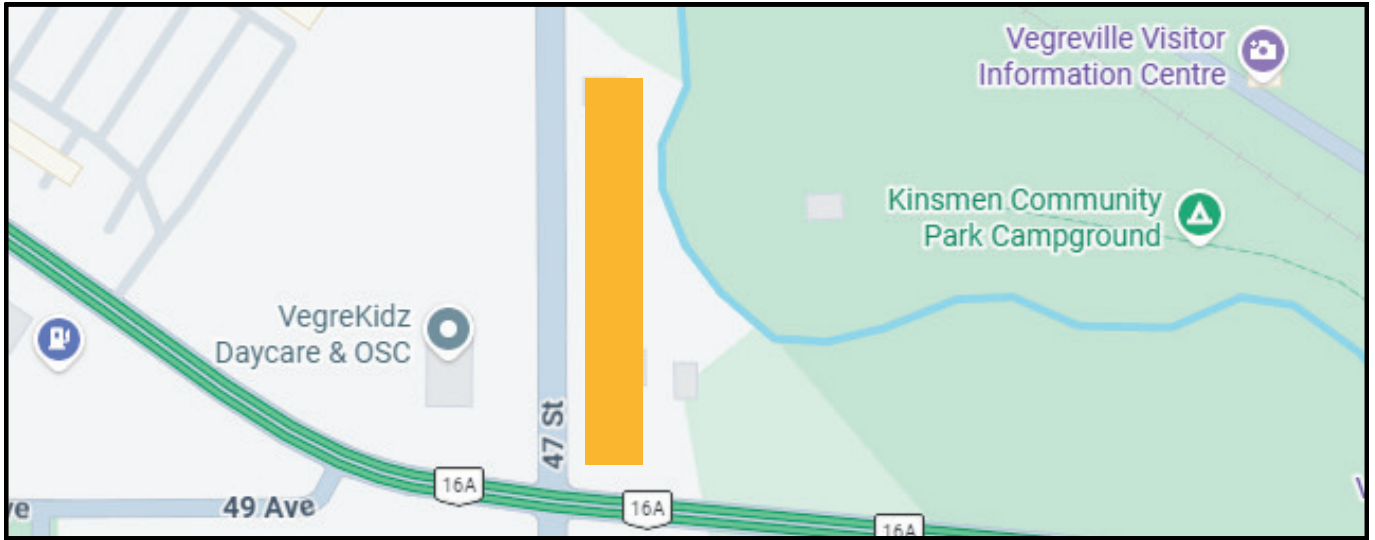 Vegreville Visitor
Information Centre
Kinsmen Community
Park Campground
VegreKidz
Daycare & OSC
47 St
16A
49 Ave
16A
16A